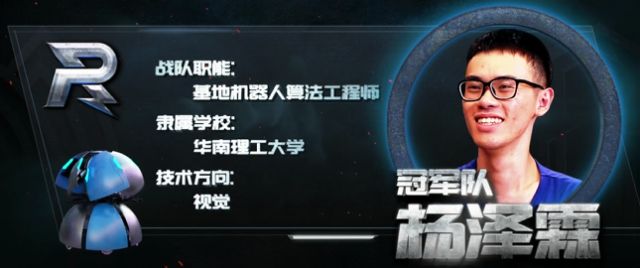 战队职能:
基地机器人算法工程师
隶属学校:
华南理工大学
技术方向:
视觉
冠军队
杨泽霖